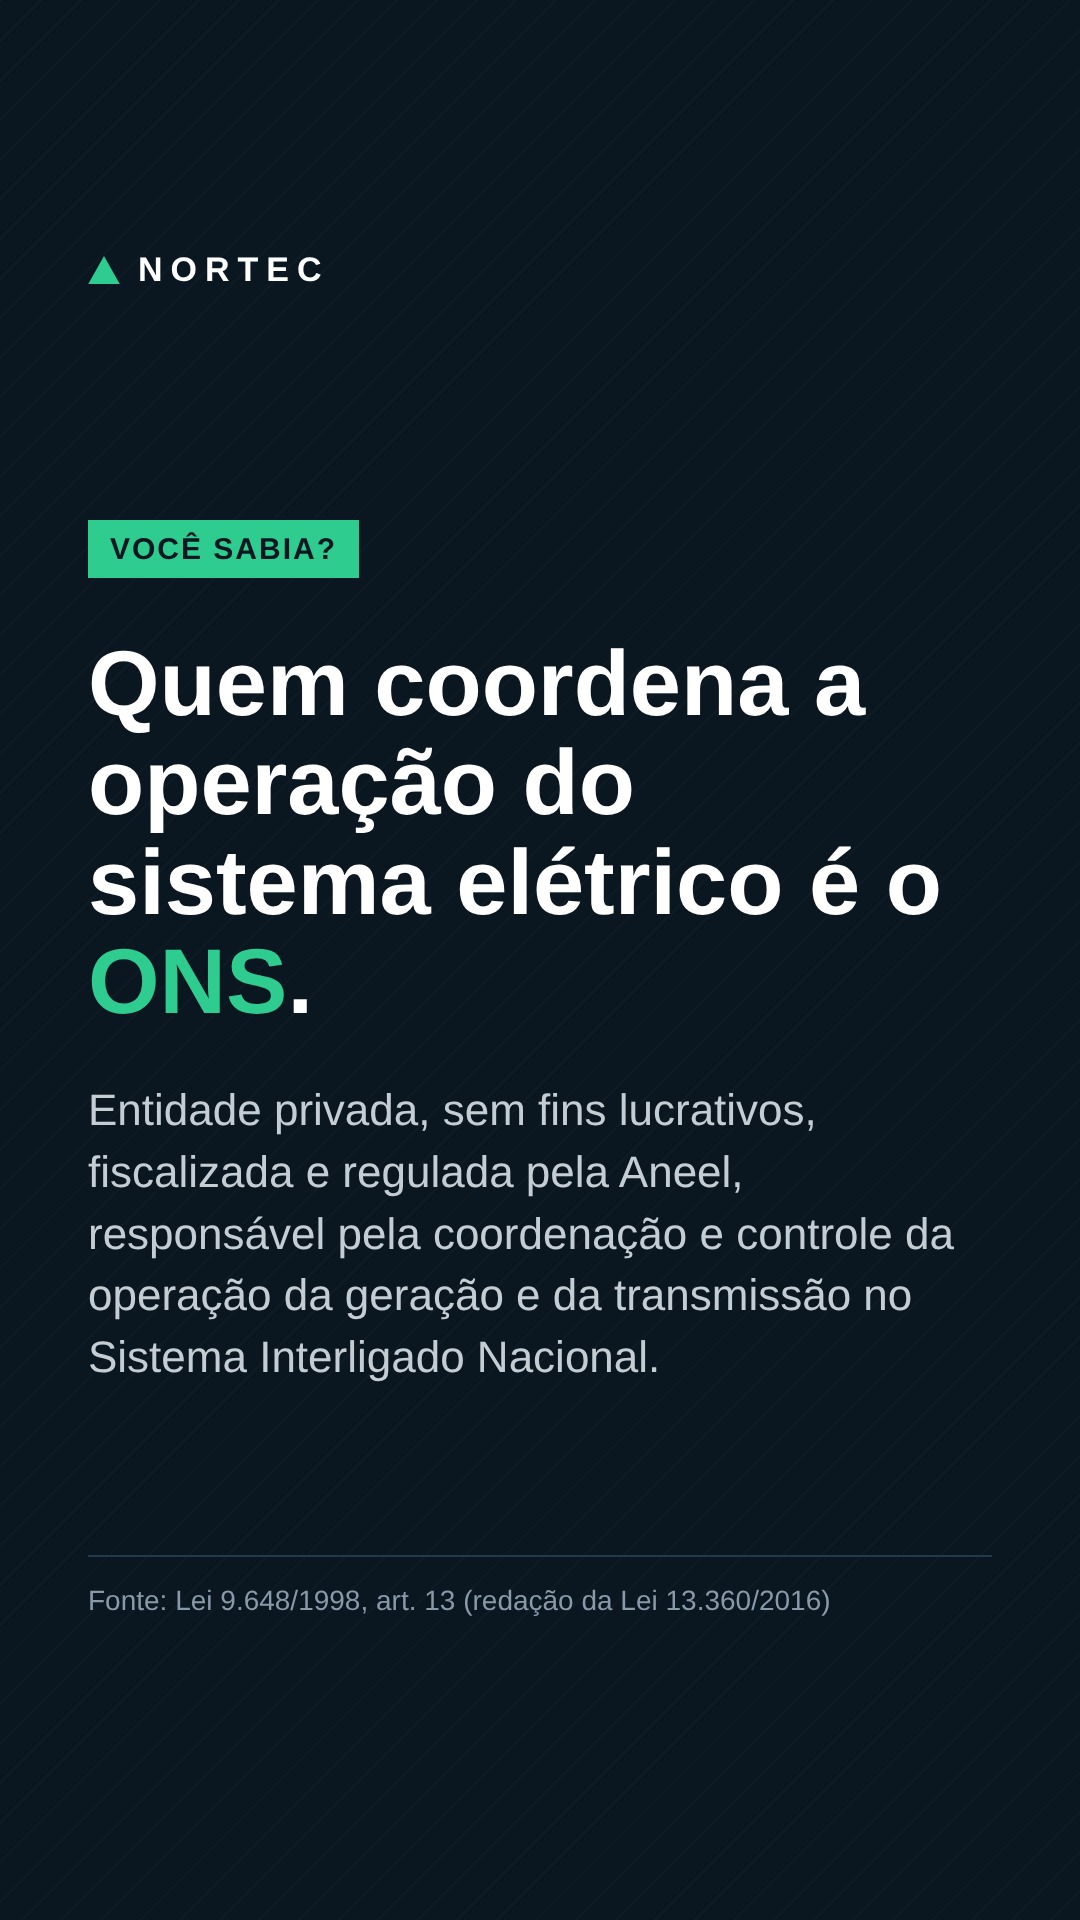 NORTEC
VOCÊ SABIA?
Quem coordena a
operação do
sistema elétrico é o
ONS.
Entidade privada, sem fins lucrativos,
fiscalizada e regulada pela Aneel,
responsável pela coordenação e controle da
operação da geração e da transmissão no
Sistema Interligado Nacional.
Fonte: Lei 9.648/1998, art. 13 (redação da Lei 13.360/2016)